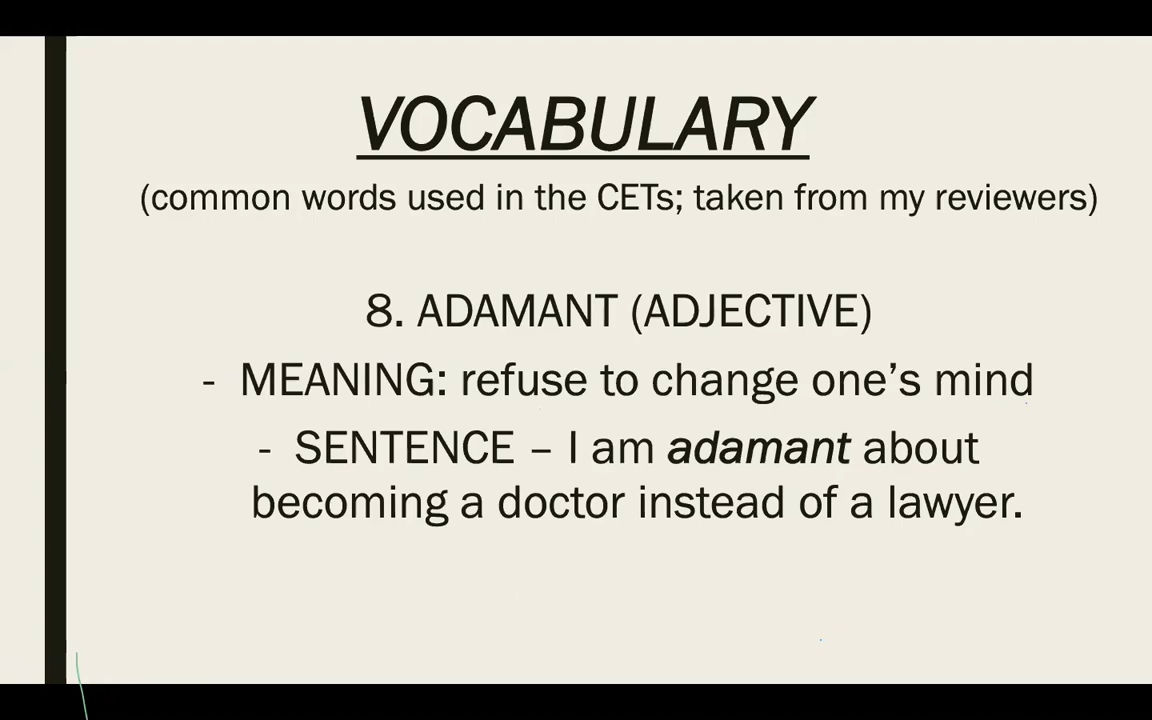 VOCABULARY
(common words used in the CETs; taken from my reviewers)
8. ADAMANT (ADJECTIVE)
- MEANING: refuse to change one’s mind
- SENTENCE – I am adamant about
becoming a doctor instead of a lawyer.